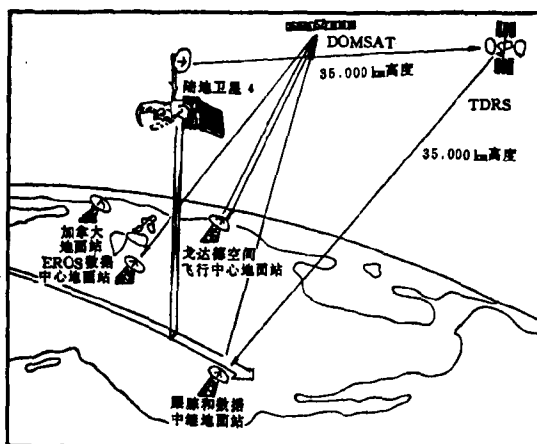 DOMSAT
35.000 km高度
TDRS
陆地卫星 4
35.000 km高度
加拿大
地面站
EROS数据
中心地面站
龙达德空间
飞行中心地面站
跟踪和数据
中继地面站